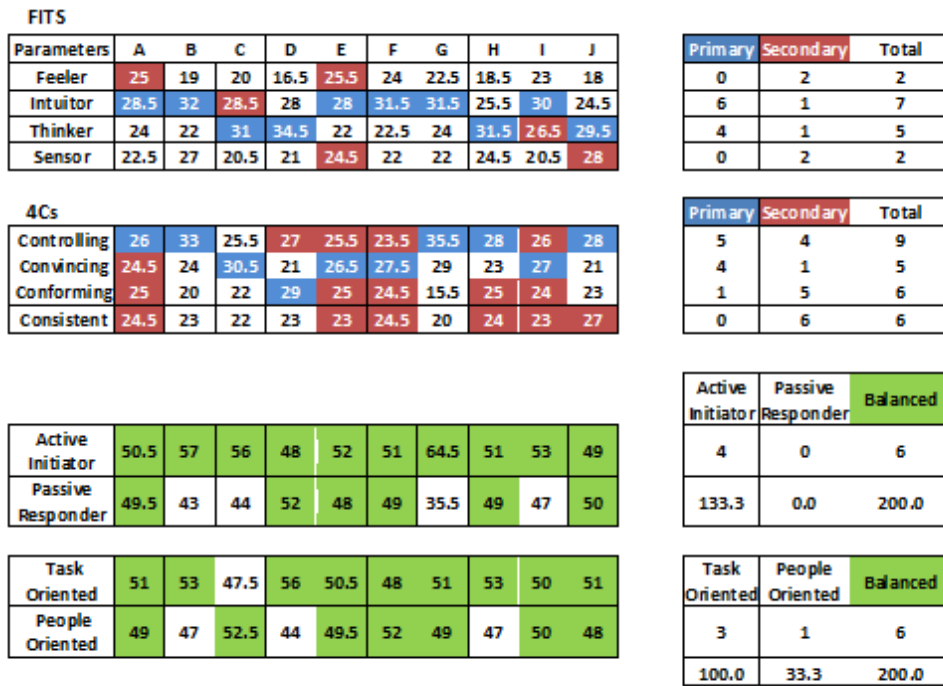 FITS
Parameters A B C D E F G H I J
Primary Secondary Total
Feeler 25 19 20 16.5 25.5 24 22.5 18.5 23 18
0 2 2
Intuitor 28.5 32 28.5 28 28 31.5 31.5 25.5 30 24.5
6 1 7
Thinker 24 22 31 34.5 22 22.5 24 31.5 26.5 29.5
4 1 5
Sensor 22.5 27 20.5 21 24.5 22 22 24.5 20.5 28
0 2 2
4Cs
Primary Secondary Total
Controlling 26 33 25.5 27 25.5 23.5 35.5 28 26 28
5 4 9
Convincing 24.5 24 30.5 21 26.5 27.5 29 23 27 21
4 1 5
Conforming 25 20 22 29 25 24.5 15.5 25 24 23
1 5 6
Consistent 24.5 23 22 23 23 24.5 20 24 23 27
0 6 6
Active Passive Balanced
Initiator Responder
Active
Initiator 50.5 57 56 48 52 51 64.5 51 53 49
4 0 6
Passive
Responder 49.5 43 44 52 48 49 35.5 49 47 50
133.3 0.0 200.0
Task People Balanced
Oriented Oriented
Task
Oriented 51 53 47.5 56 50.5 48 51 53 50 51
3 1 6
People
Oriented 49 47 52.5 44 49.5 52 49 47 50 48
100.0 33.3 200.0